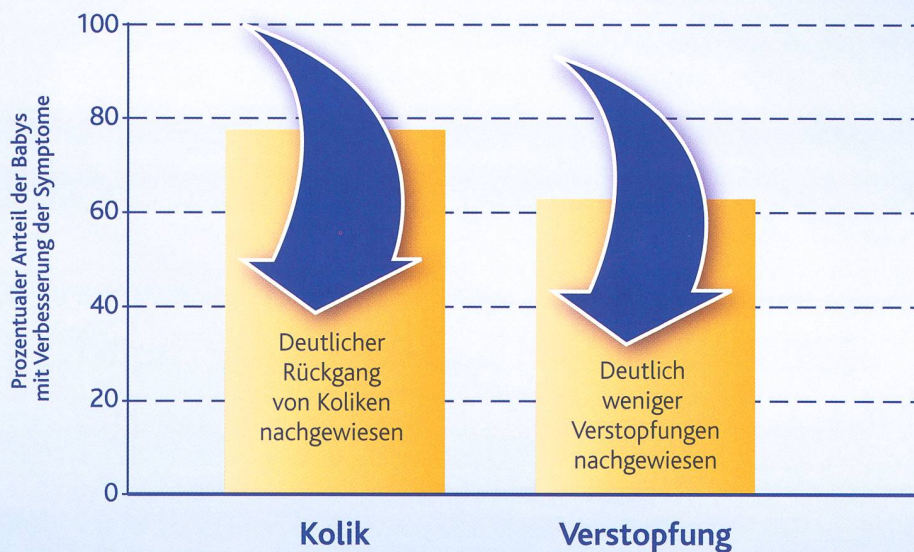 Prozentualer Anteil der Babys
mit Verbesserung der Symptome
100
80
60
40
20
0
Deutlicher
Rückgang
von Koliken
nachgewiesen
Deutlich
weniger
Verstopfungen
nachgewiesen
Kolik
Verstopfung